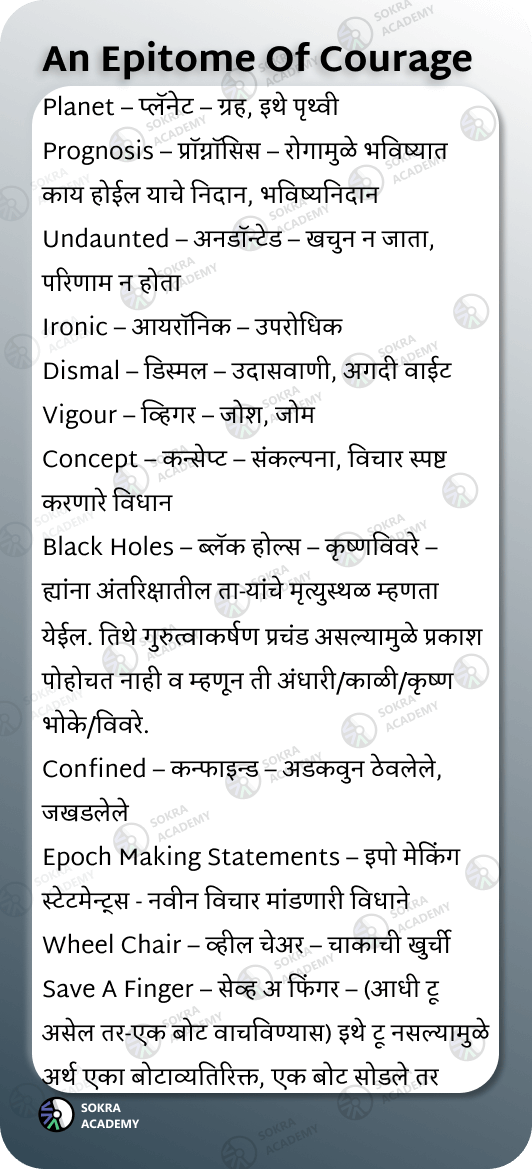 An Epitome Of Courage
Planet – प्लॅनेट – ग्रह, इथे पृथ्वी
Prognosis – प्रॉग्नॉसिस – रोगामुळे भविष्यात
काय होईल याचे निदान, भविष्यनिदान
Undaunted – अनडॉन्टेड – खचुन न जाता,
परिणाम न होता
Ironic – आयरॉनिक – उपरोधिक
Dismal – डिस्मल – उदासवाणी, अगदी वाईट
Vigour – व्हिगर – जोश, जोम
Concept – कन्सेप्ट – संकल्पना, विचार स्पष्ट
करणारे विधान
Black Holes – ब्लॅक होल्स – कृष्णविवरे –
ह्यांना अंतरिक्षातील ता-यांचे मृत्युस्थळ म्हणता
येईल. तिथे गुरुत्वाकर्षण प्रचंड असल्यामुळे प्रकाश
पोहोचत नाही व म्हणून ती अंधारी/काळी/कृष्ण
भोके/विवरे.
Confined – कन्फाइन्ड – अडकवुन ठेवलेले,
जखडलेले
Epoch Making Statements – इपो मेकिंग
स्टेटमेन्ट्स - नवीन विचार मांडणारी विधाने
Wheel Chair – व्हील चेअर – चाकाची खुर्ची
Save A Finger – सेव्ह अ फिंगर – (आधी टू
असेल तर-एक बोट वाचविण्यास) इथे टू नसल्यामुळे
अर्थ एका बोटाव्यतिरिक्त, एक बोट सोडले तर
SOKRA
ACADEMY